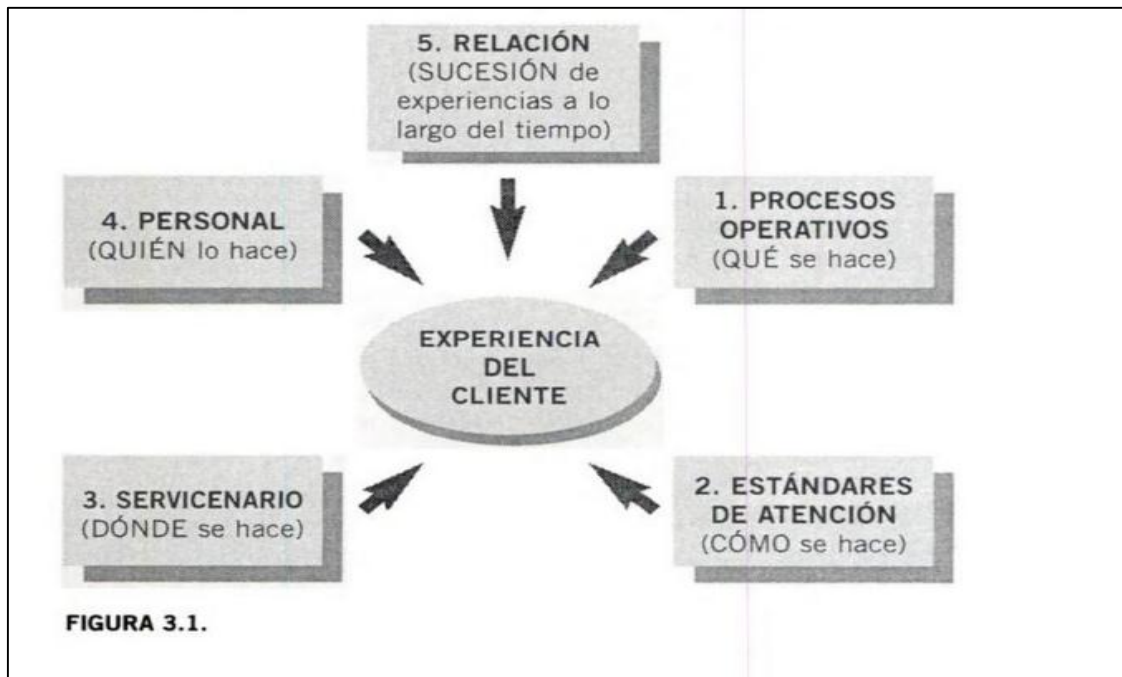 5. RELACIÓN
(SUCESIÓN de
experiencias a lo
largo del tiempo)
4. PERSONAL
(QUIÉN lo hace)
1. PROCESOS
OPERATIVOS
(QUÉ se hace)
EXPERIENCIA
DEL
CLIENTE
3. SERVICENARIO
(DÓNDE se hace)
2. ESTÁNDARES
DE ATENCIÓN
(CÓMO se hace)
FIGURA 3.1.